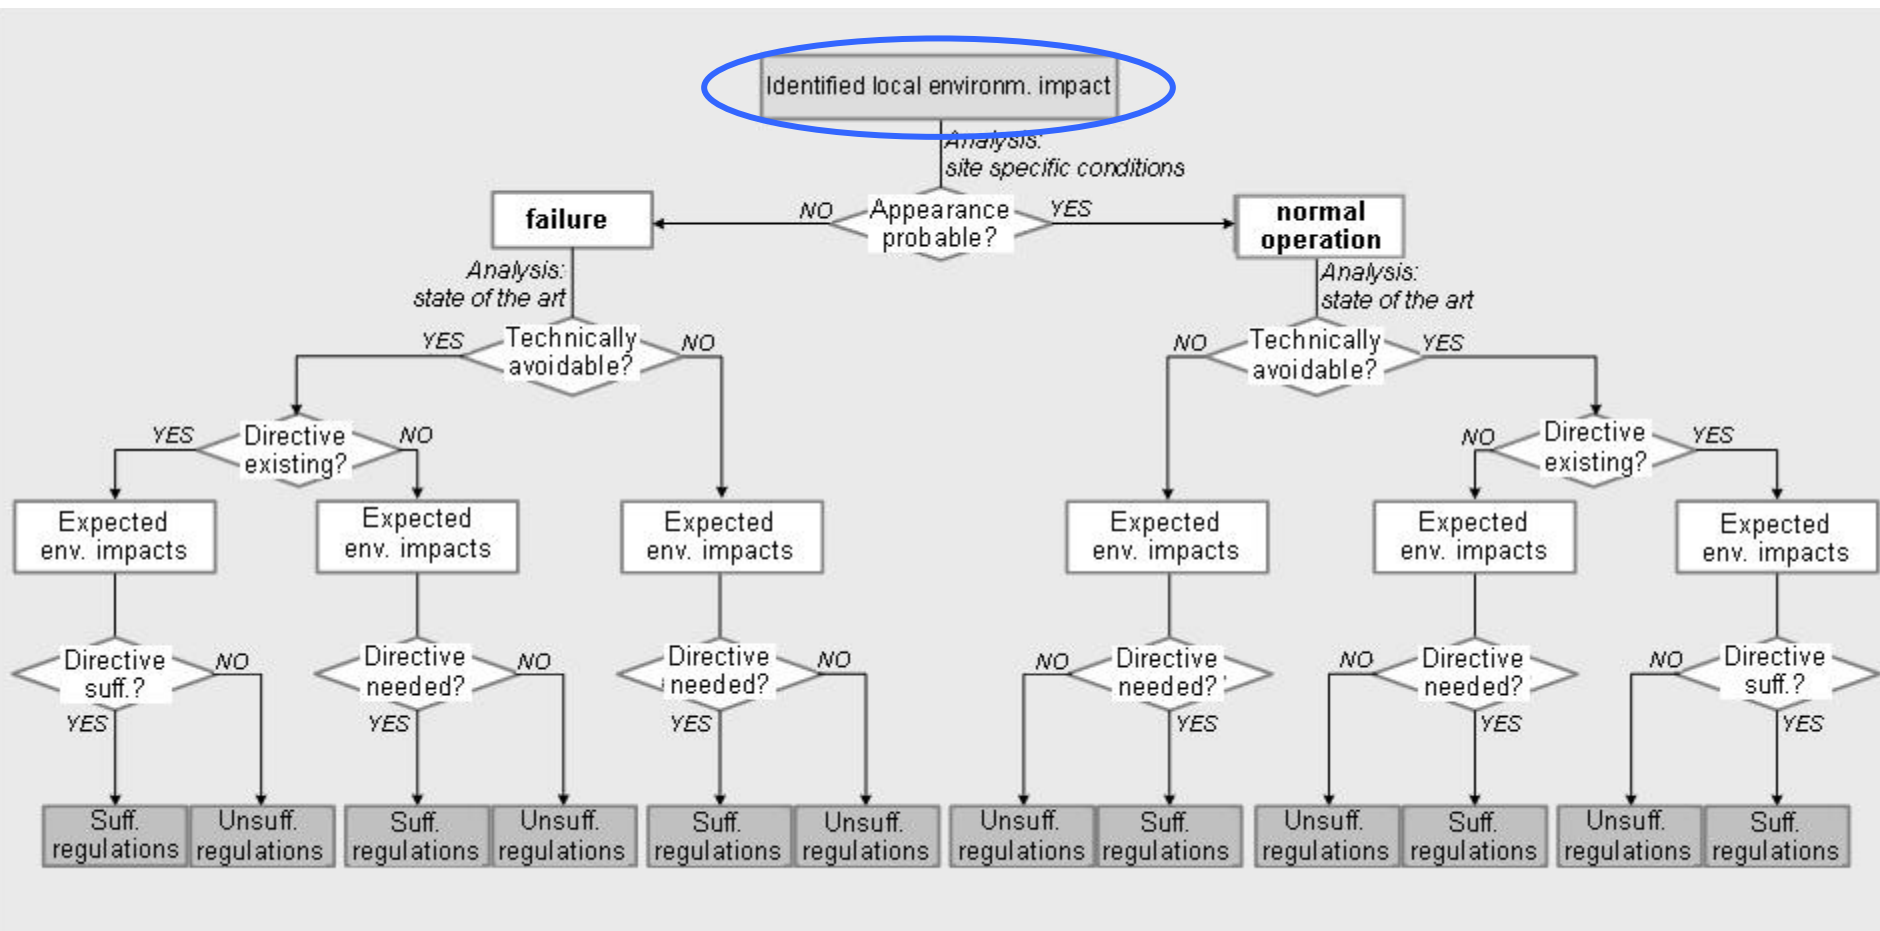 Identified local environm. impact
Analysis:
site specific conditions
NO
Appearance
probable?
YES
failure
normal
operation
Analysis:
state of the art
Analysis:
state of the art
YES
Technically
avoidable?
NO
NO
Technically
avoidable?
YES
YES
Directive
existing?
NO
NO
Directive
existing?
YES
Expected
env. impacts
Expected
env. impacts
Expected
env. impacts
Expected
env. impacts
Expected
env. impacts
Expected
env. impacts
Directive
suff.?
NO
YES
Directive
needed?
NO
YES
Directive
needed?
NO
YES
NO
Directive
needed?
YES
NO
Directive
needed?
YES
NO
Directive
suff.?
YES
Suff.
regulations
Unsuff.
regulations
Suff.
regulations
Unsuff.
regulations
Suff.
regulations
Unsuff.
regulations
Unsuff.
regulations
Suff.
regulations
Unsuff.
regulations
Suff.
regulations
Unsuff.
regulations
Suff.
regulations